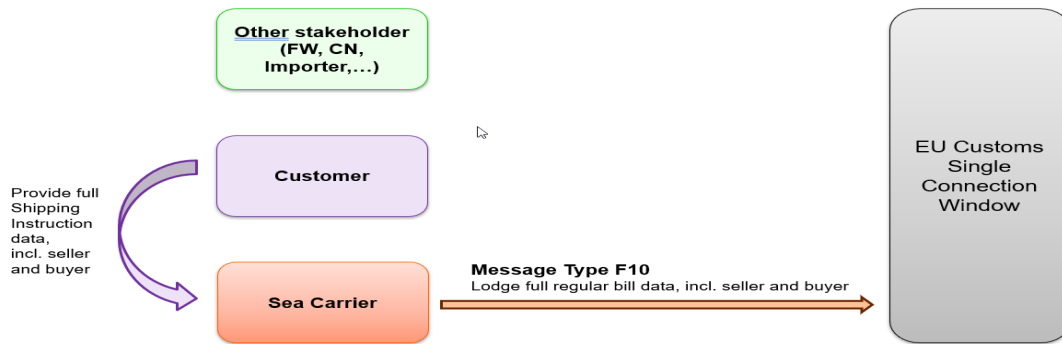 Other stakeholder
(FW, CN,
Importer,...)
Customer
Provide full
Shipping
Instruction
data,
incl. seller
and buyer
Sea Carrier
Message Type F10
Lodge full regular bill data, incl. seller and buyer
EU Customs
Single
Connection
Window